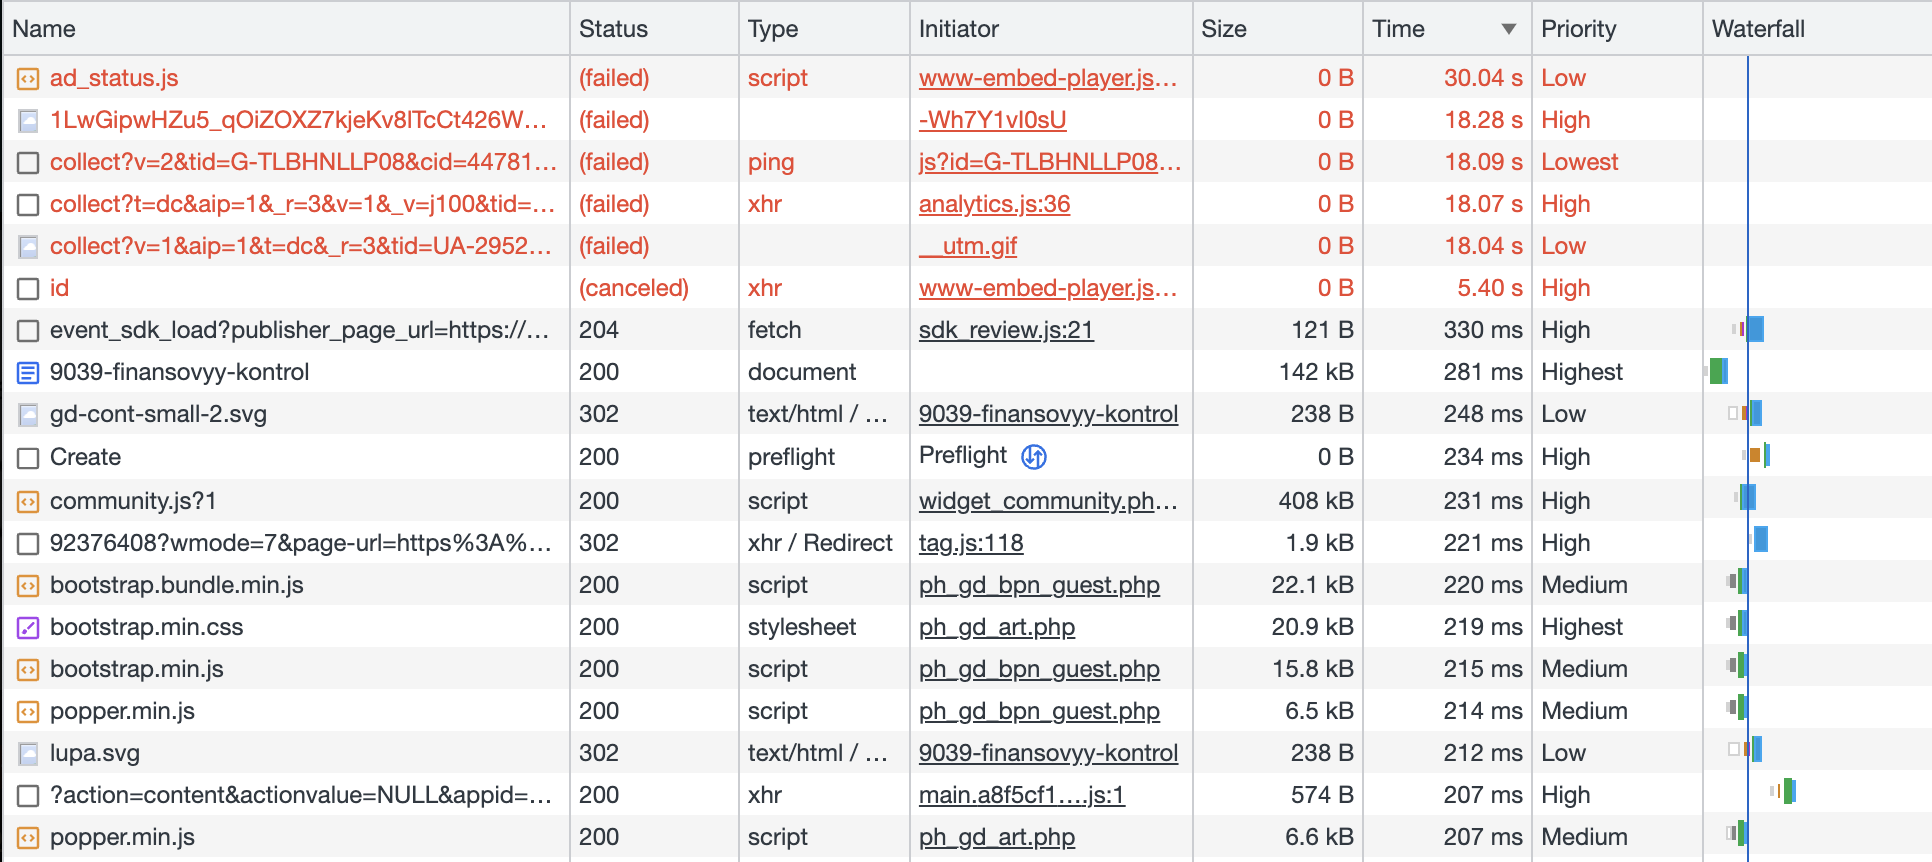 Name Status Type Initiator Size Time Priority Waterfall
ad_status.js (failed) script www-embed-player.js... 0 B 30.04 s Low
1LwGipwHZu5_qOiZOXZ7kjeKv8ITcCt426W... (failed) -Wh7Y1vI0sU 0 B 18.28 s High
collect?v=2&tid=G-TLBHNLLP08&cid=44781... (failed) ping js?id=G-TLBHNLLP08... 0 B 18.09 s Lowest
collect?t=dc&aip=1&_r=3&v=1&_v=j100&tid=... (failed) xhr analytics.js:36 0 B 18.07 s High
collect?v=1&aip=1&t=dc&_r=3&tid=UA-2952... (failed) __utm.gif 0 B 18.04 s Low
id (canceled) xhr www-embed-player.js... 0 B 5.40 s High
event_sdk_load?publisher_page_url=https://... 204 fetch sdk_review.js:21 121 B 330 ms High
9039-finansovyy-kontrol 200 document 142 kB 281 ms Highest
gd-cont-small-2.svg 302 text/html / ... 9039-finansovyy-kontrol 238 B 248 ms Low
Create 200 preflight Preflight 0 B 234 ms High
community.js?1 200 script widget_community.ph... 408 kB 231 ms High
92376408?wmode=7&page-url=https%3A%... 302 xhr / Redirect tag.js:118 1.9 kB 221 ms High
bootstrap.bundle.min.js 200 script ph_gd_bpn_guest.php 22.1 kB 220 ms Medium
bootstrap.min.css 200 stylesheet ph_gd_art.php 20.9 kB 219 ms Highest
bootstrap.min.js 200 script ph_gd_bpn_guest.php 15.8 kB 215 ms Medium
popper.min.js 200 script ph_gd_bpn_guest.php 6.5 kB 214 ms Medium
lupa.svg 302 text/html / ... 9039-finansovyy-kontrol 238 B 212 ms Low
?action=content&actionvalue=NULL&appid=... 200 xhr main.a8f5cf1....js:1 574 B 207 ms High
popper.min.js 200 script ph_gd_art.php 6.6 kB 207 ms Medium